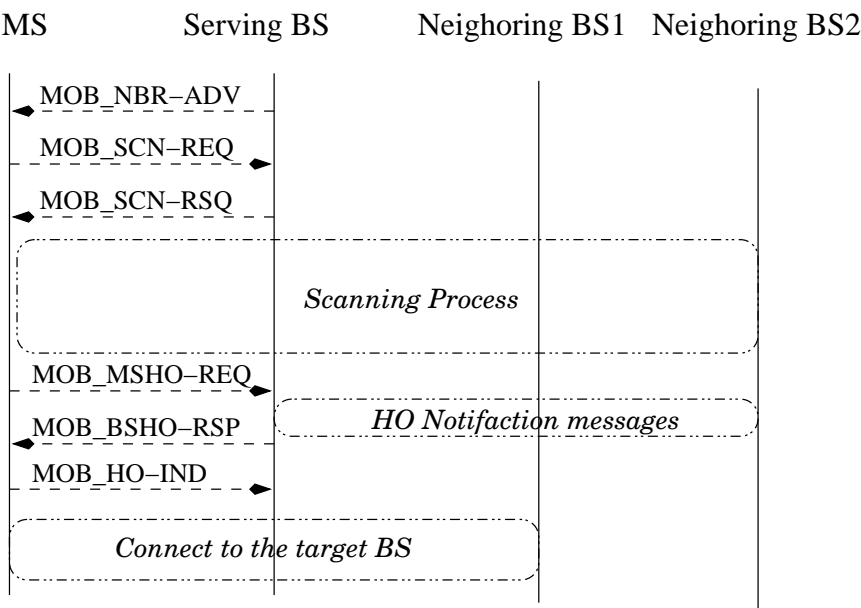 MS Serving BS Neighoring BS1 Neighoring BS2
MOB_NBR−ADV
MOB_SCN−REQ
MOB_SCN−RSQ
Scanning Process
MOB_MSHO−REQ
HO Notifaction messages
MOB_BSHO−RSP
MOB_HO−IND
Connect to the target BS